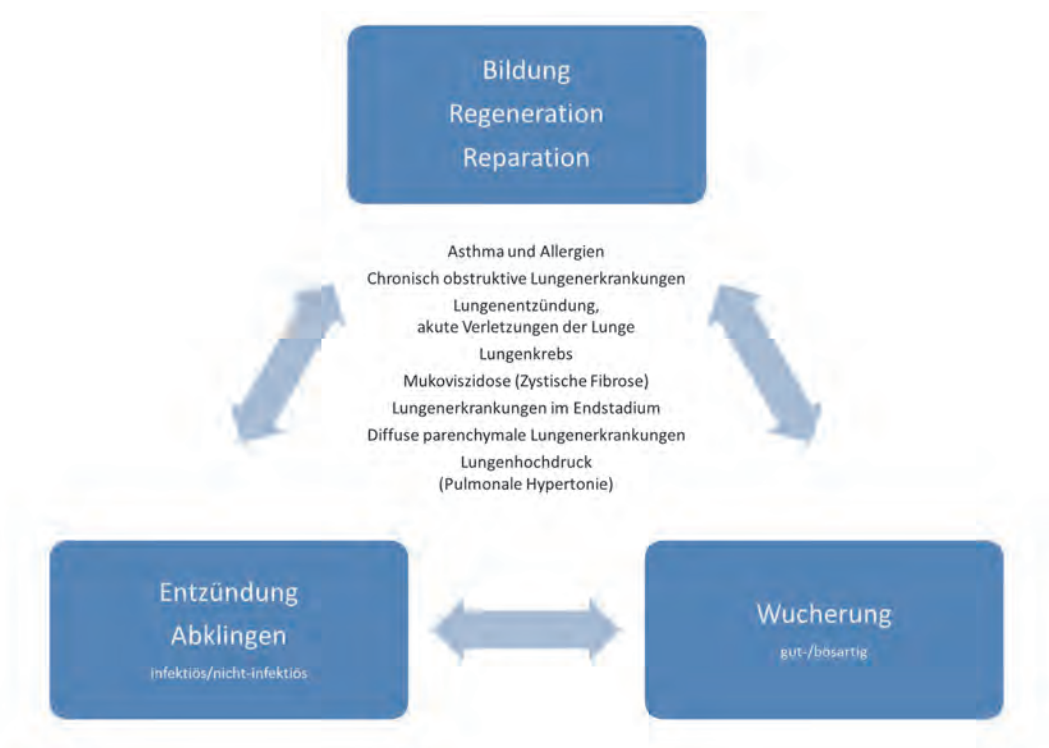 Bildung
Regeneration
Reparation
Asthma und Allergien
Chronisch obstruktive Lungenerkrankungen
Lungenentzündung,
akute Verletzungen der Lunge
Lungenkrebs
Mukoviszidose (Zystische Fibrose)
Lungenerkrankungen im Endstadium
Diffuse parenchymale Lungenerkrankungen
Lungenhochdruck
(Pulmonale Hypertonie)
Entzündung
Abklingen
infektiös/nicht-infektiös
Wucherung
gut-/bösartig